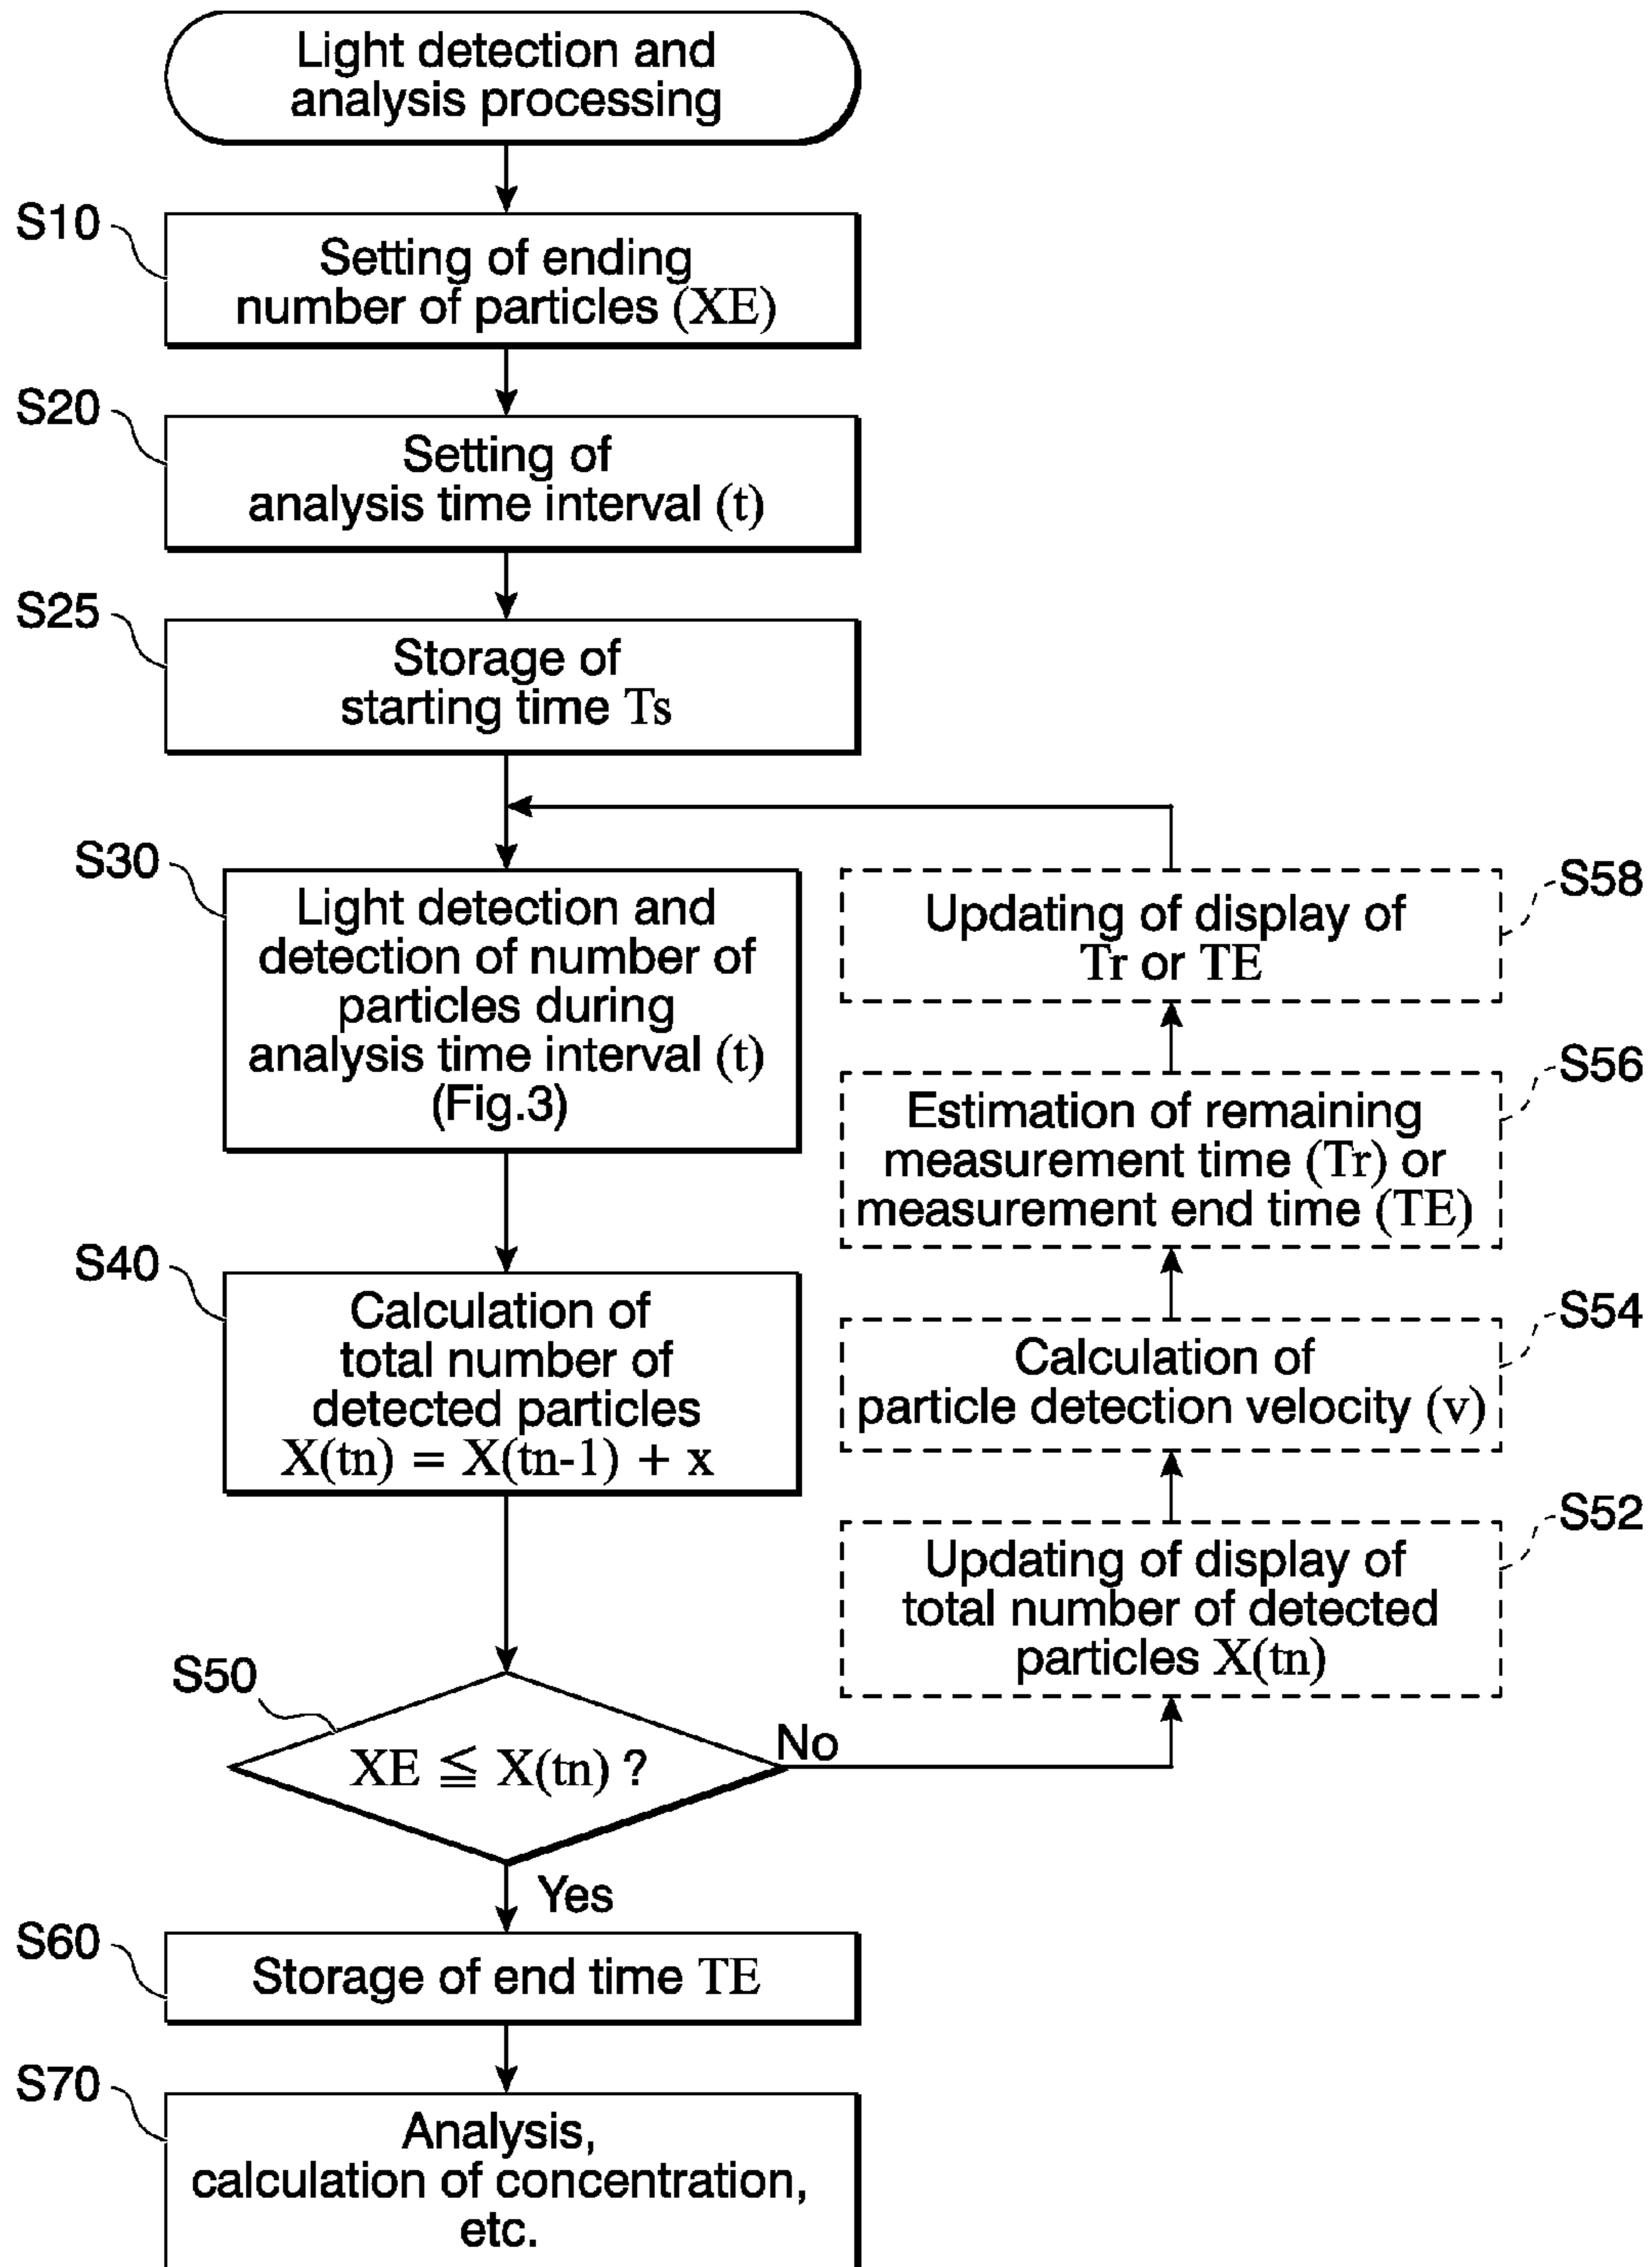 Light detection and
analysis processing
S10
Setting of ending
number of particles (XE)
S20
Setting of
analysis time interval (t)
S25
Storage of
starting time Ts
S30
Light detection and
detection of number of
particles during
analysis time interval (t)
(Fig.3)
S40
Calculation of
total number of
detected particles
X(tn) = X(tn-1) + x
S50
XE ≦ X(tn) ?
No
Yes
S52
Updating of display of
total number of detected
particles X(tn)
S54
Calculation of
particle detection velocity (v)
S56
Estimation of remaining
measurement time (Tr) or
measurement end time (TE)
S58
Updating of display of
Tr or TE
S60
Storage of end time TE
S70
Analysis,
calculation of concentration,
etc.